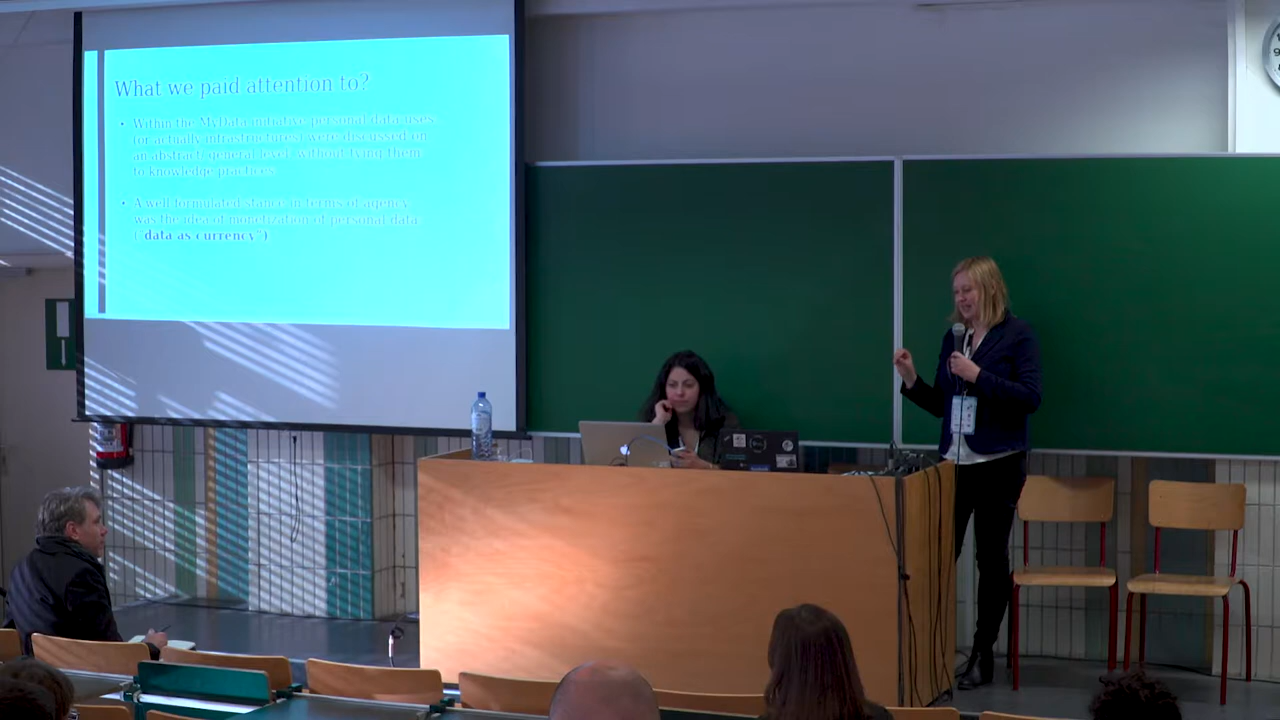 What we paid attention to?
• Within the MyData initiative personal data uses
(or actually infrastructures) were discussed on
an abstract, general level, without tying them
to knowledge practices
• A well formulated stance in terms of agency
was the idea of monetization of personal data
("data as currency")